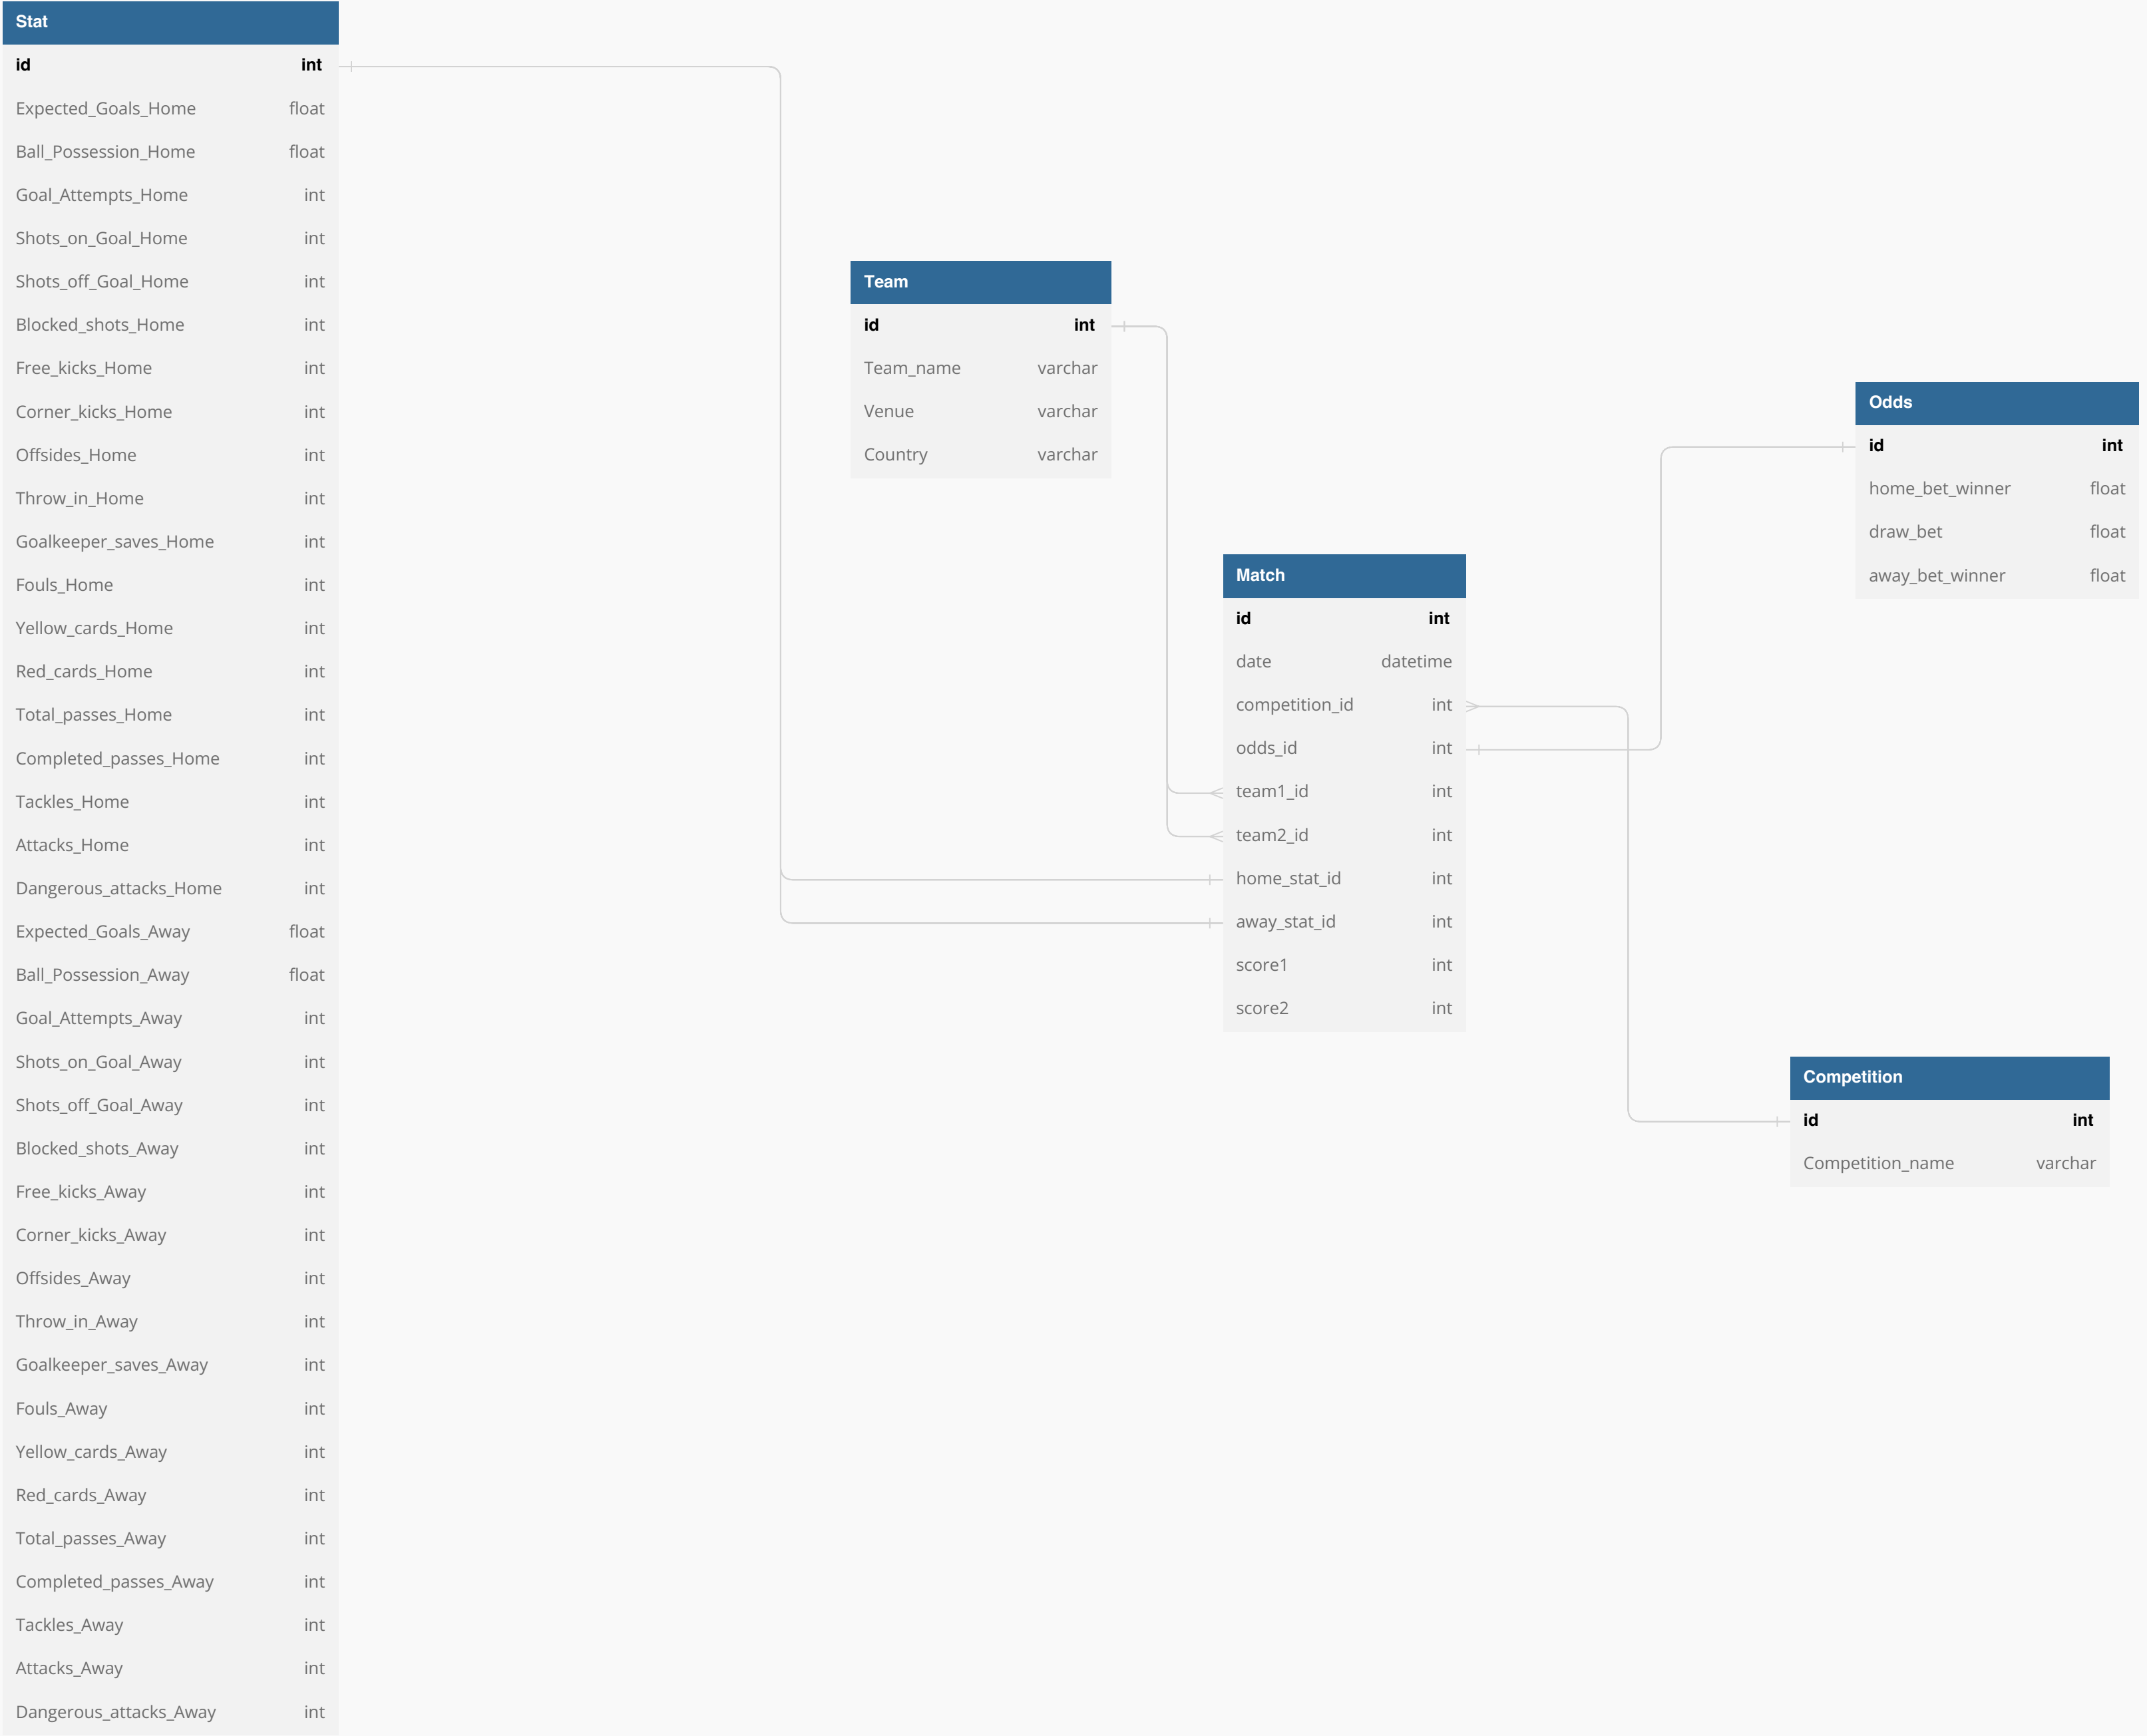 Stat
id int
Expected_Goals_Home float
Ball_Possession_Home float
Goal_Attempts_Home int
Shots_on_Goal_Home int
Shots_off_Goal_Home int
Blocked_shots_Home int
Free_kicks_Home int
Corner_kicks_Home int
Offsides_Home int
Throw_in_Home int
Goalkeeper_saves_Home int
Fouls_Home int
Yellow_cards_Home int
Red_cards_Home int
Total_passes_Home int
Completed_passes_Home int
Tackles_Home int
Attacks_Home int
Dangerous_attacks_Home int
Expected_Goals_Away float
Ball_Possession_Away float
Goal_Attempts_Away int
Shots_on_Goal_Away int
Shots_off_Goal_Away int
Blocked_shots_Away int
Free_kicks_Away int
Corner_kicks_Away int
Offsides_Away int
Throw_in_Away int
Goalkeeper_saves_Away int
Fouls_Away int
Yellow_cards_Away int
Red_cards_Away int
Total_passes_Away int
Completed_passes_Away int
Tackles_Away int
Attacks_Away int
Dangerous_attacks_Away int
Team
id int
Team_name varchar
Venue varchar
Country varchar
Match
id int
date datetime
competition_id int
odds_id int
team1_id int
team2_id int
home_stat_id int
away_stat_id int
score1 int
score2 int
Odds
id int
home_bet_winner float
draw_bet float
away_bet_winner float
Competition
id int
Competition_name varchar